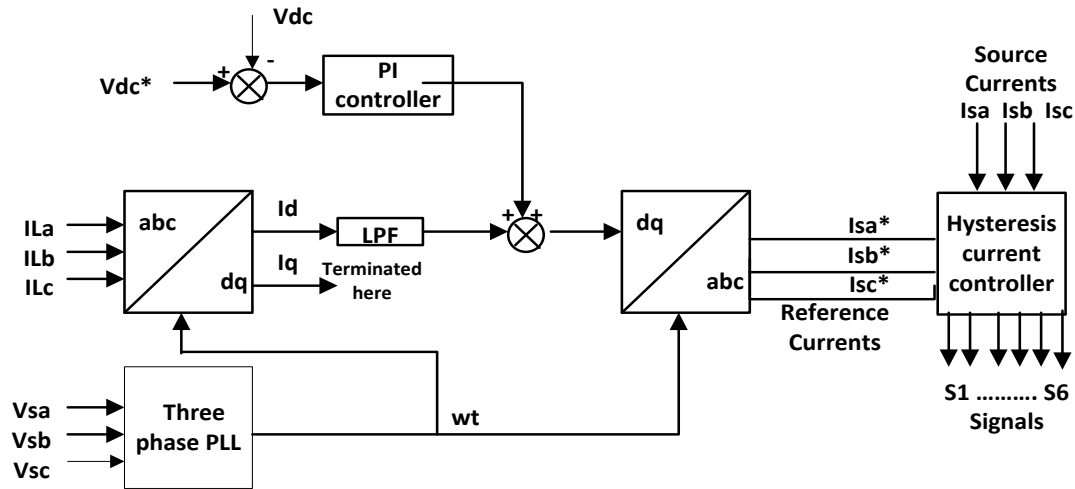 Vdc
Vdc*
+
-
PI
controller
Source
Currents
Isa Isb Isc
ILa
ILb
ILc
abc
dq
Id
Iq
LPF
Terminated
here
+
+
dq
abc
Isa*
Isb*
Isc*
Reference
Currents
Hysteresis
current
controller
S1 .......... S6
Signals
Vsa
Vsb
Vsc
Three
phase PLL
wt